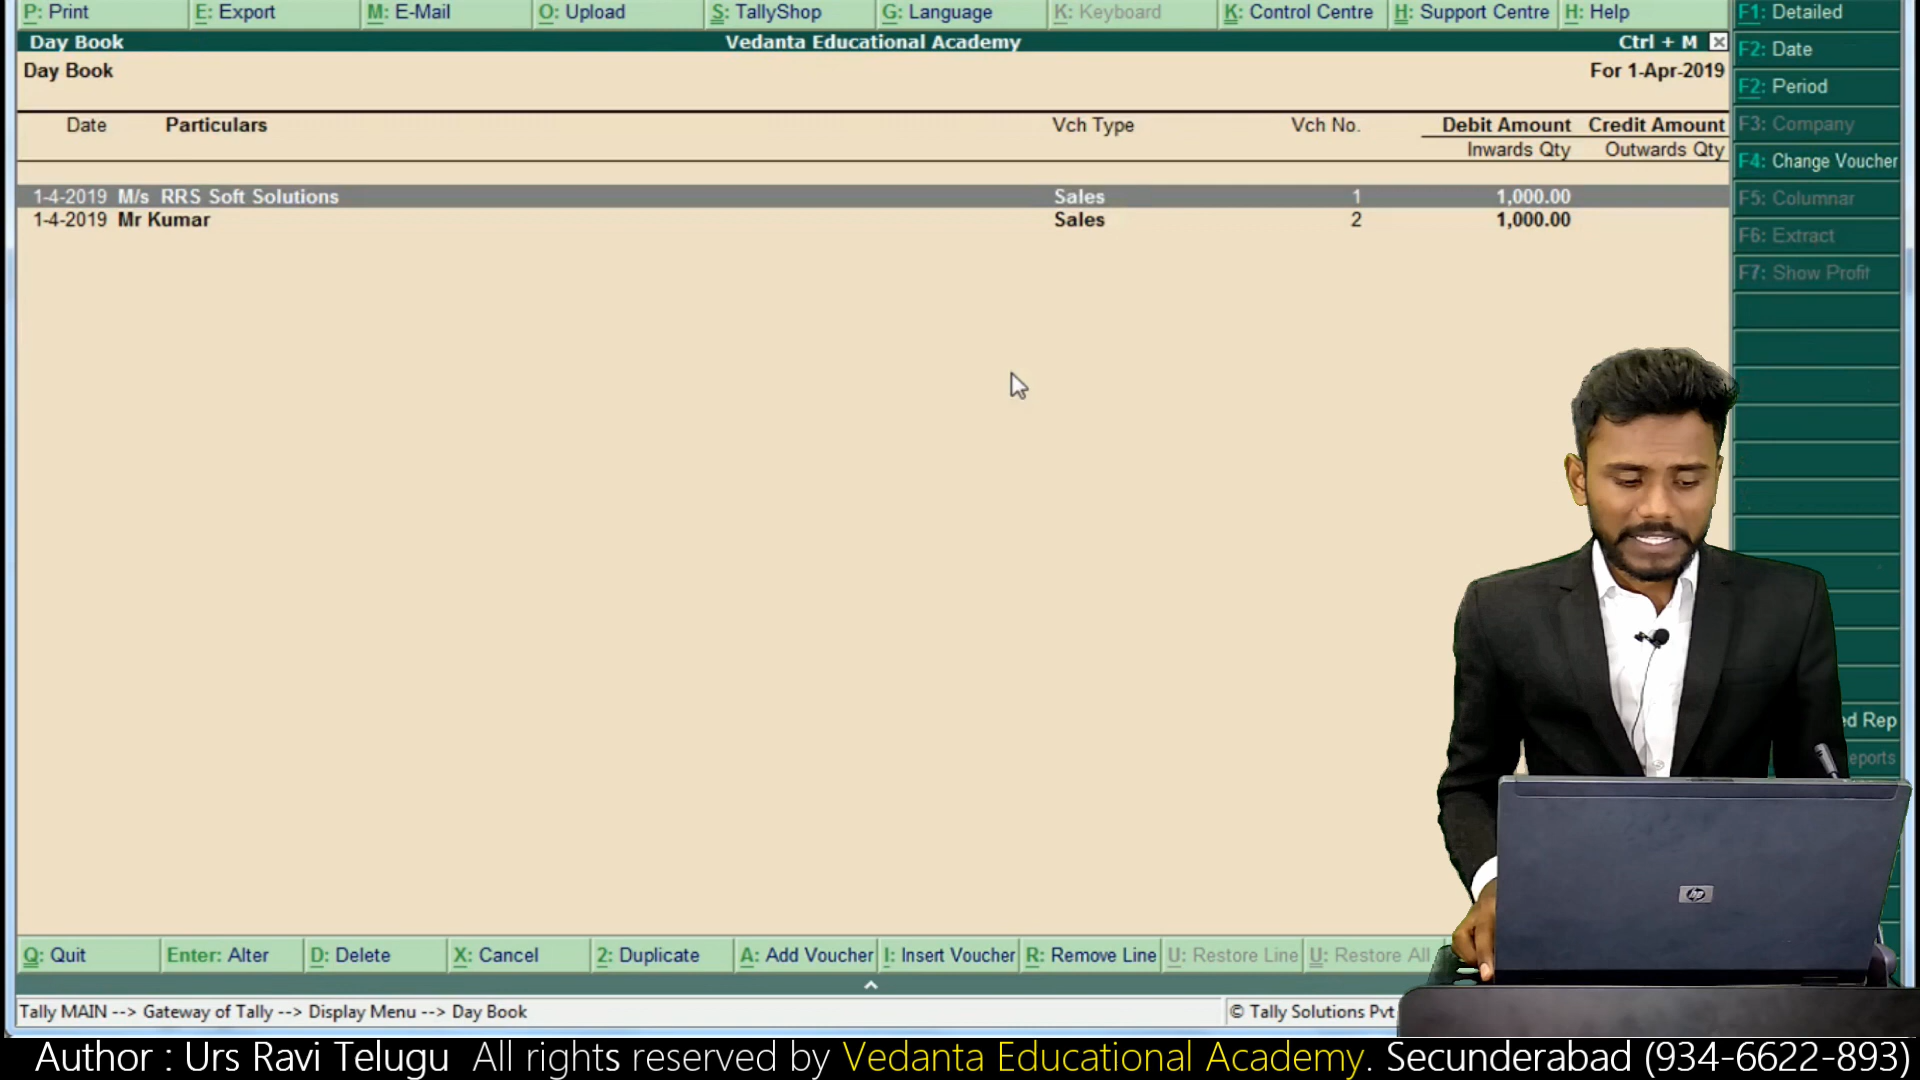 P: Print E: Export M: E-Mail O: Upload S: TallyShop G: Language K: Keyboard K: Control Centre H: Support Centre H: Help
Day Book Vedanta Educational Academy Ctrl + M
Day Book For 1-Apr-2019
Date Particulars Vch Type Vch No. Debit Amount Credit Amount
Inwards Qty Outwards Qty
1-4-2019 M/s RRS Soft Solutions Sales 1 1,000.00
1-4-2019 Mr Kumar Sales 2 1,000.00
F1: Detailed
F2: Date
F2: Period
F3: Company
F4: Change Voucher
F5: Columnar
F6: Extract
F7: Show Profit
ed Rep
eports
hp
Q: Quit Enter: Alter D: Delete X: Cancel 2: Duplicate A: Add Voucher I: Insert Voucher R: Remove Line U: Restore Line U: Restore All
Tally MAIN --> Gateway of Tally --> Display Menu --> Day Book © Tally Solutions Pvt
Author : Urs Ravi Telugu All rights reserved by Vedanta Educational Academy. Secunderabad (934-6622-893)